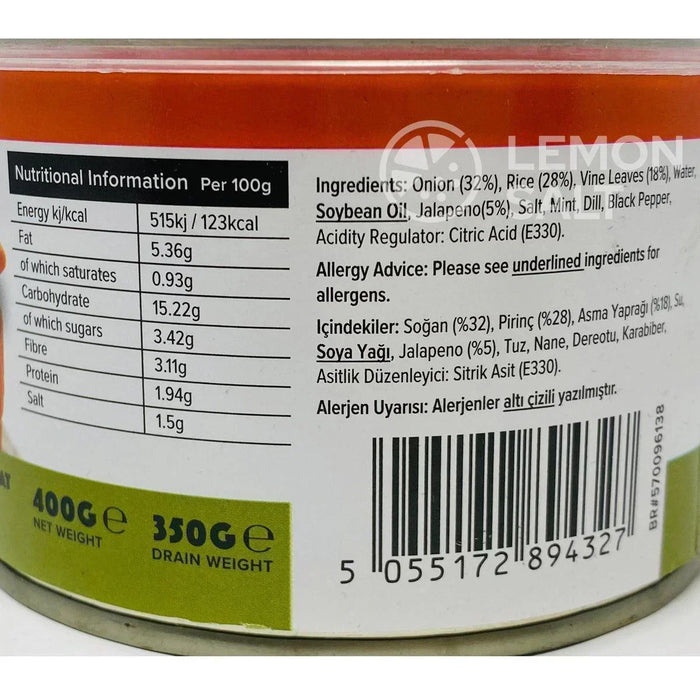 LEMON
SALT
Nutritional Information Per 100g
Energy kj/kcal 515kj / 123kcal
Fat 5.36g
of which saturates 0.93g
Carbohydrate 15.22g
of which sugars 3.42g
Fibre 3.11g
Protein 1.94g
Salt 1.5g
Ingredients: Onion (32%), Rice (28%), Vine Leaves (18%), Water,
Soybean Oil, Jalapeno(5%), Salt, Mint, Dill, Black Pepper,
Acidity Regulator: Citric Acid (E330).
Allergy Advice: Please see underlined ingredients for
allergens.
İçindekiler: Soğan (%32), Pirinç (%28), Asma Yaprağı (%18), Su,
Soya Yağı, Jalapeno (%5), Tuz, Nane, Dereotu, Karabiber,
Asitlik Düzenleyici: Sitrik Asit (E330).
Alerjen Uyarısı: Alerjenler altı çizili yazılmıştır.
400G e
NET WEIGHT
350G e
DRAIN WEIGHT
5 055172 894327
BR#570096138